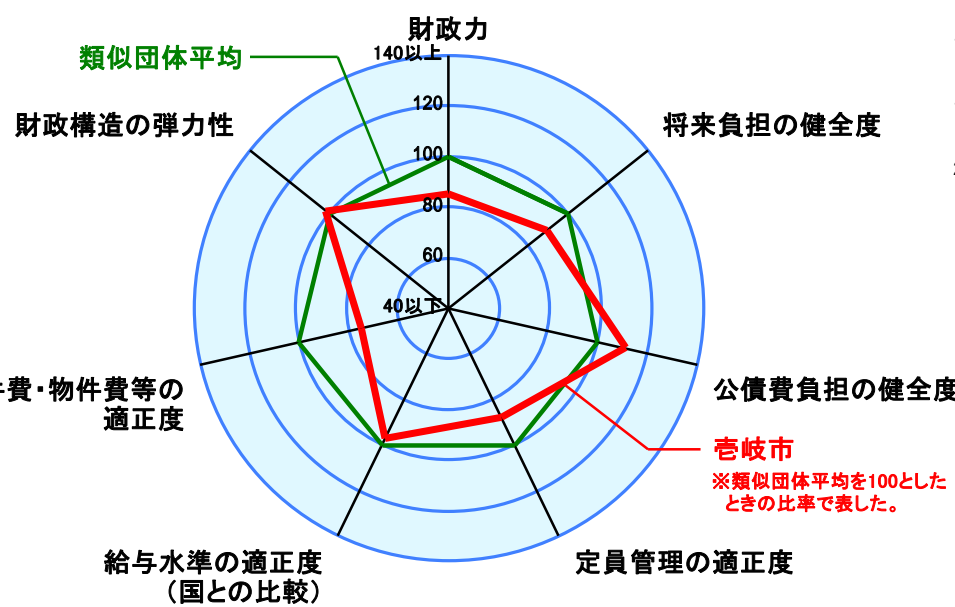 財政力
140以上
類似団体平均
120
財政構造の弾力性
将来負担の健全度
100
80
60
40以下
費・物件費等の
適正度
公債費負担の健全度
壱岐市
※類似団体平均を100とした
ときの比率で表した。
給与水準の適正度
（国との比較）
定員管理の適正度